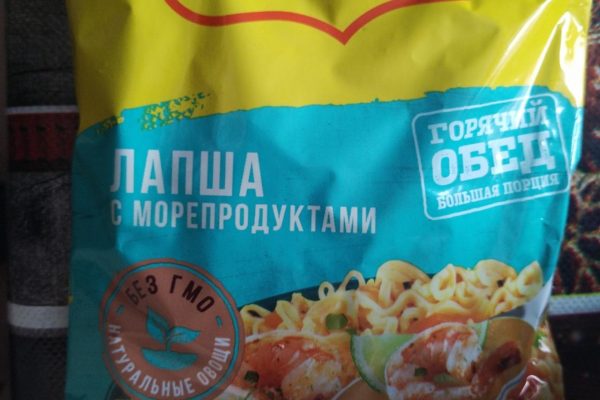 ГОРЯЧИЙ
ОБЕД
БОЛЬШАЯ ПОРЦИЯ
ЛАПША
С МОРЕПРОДУКТАМИ
БЕЗ ГМО
НАТУРАЛЬНЫЕ ОВОЩИ